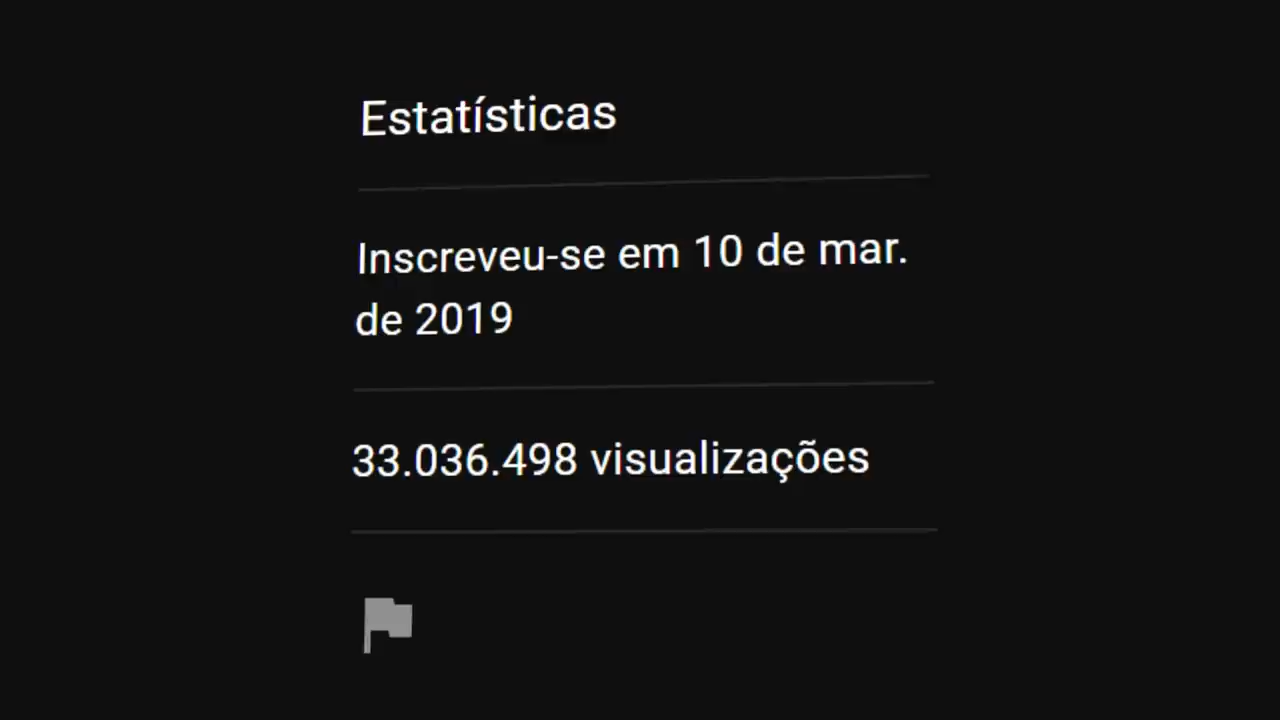 Estatísticas
Inscreveu-se em 10 de mar.
de 2019
33.036.498 visualizações